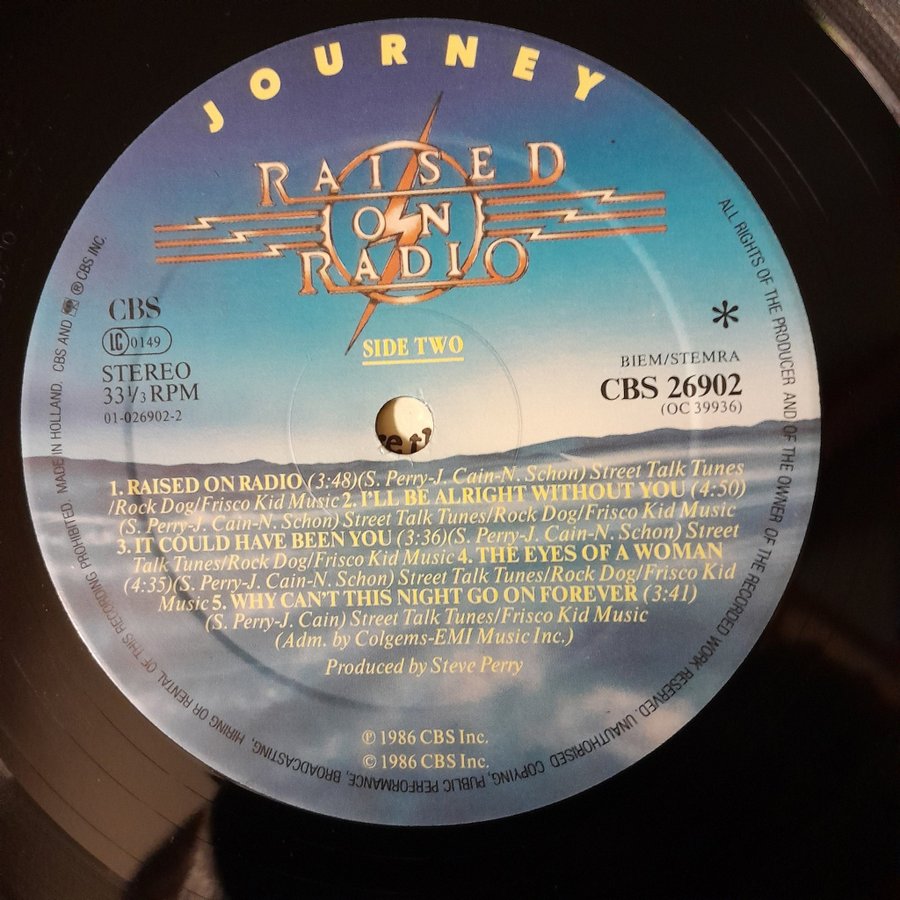 JOURNEY
RAISED
ON
RADIO
CBS
LC 0149
STEREO
33 1/3 RPM
01-026902-2
SIDE TWO
*
BIEM/STEMRA
CBS 26902
(OC 39936)
1. RAISED ON RADIO (3:48)(S. Perry-J. Cain-N. Schon) Street Talk Tunes
/Rock Dog/Frisco Kid Music 2. I'LL BE ALRIGHT WITHOUT YOU (4:50)
(S. Perry-J. Cain-N. Schon) Street Talk Tunes/Rock Dog/Frisco Kid Music
3. IT COULD HAVE BEEN YOU (3:36)(S. Perry-J. Cain-N. Schon) Street
Talk Tunes/Rock Dog/Frisco Kid Music 4. THE EYES OF A WOMAN
(4:35)(S. Perry-J. Cain-N. Schon) Street Talk Tunes/Rock Dog/Frisco Kid
Music 5. WHY CAN'T THIS NIGHT GO ON FOREVER (3:41)
(S. Perry-J. Cain) Street Talk Tunes/Frisco Kid Music
(Adm. by Colgems-EMI Music Inc.)
Produced by Steve Perry
℗ 1986 CBS Inc.
© 1986 CBS Inc.
ALL RIGHTS OF THE PRODUCER AND OF THE OWNER OF THE RECORDED WORK RESERVED. UNAUTHORISED COPYING, PUBLIC PERFORMANCE, BROADCASTING, HIRING OR RENTAL OF THIS RECORDING PROHIBITED. MADE IN HOLLAND. CBS AND ® CBS INC